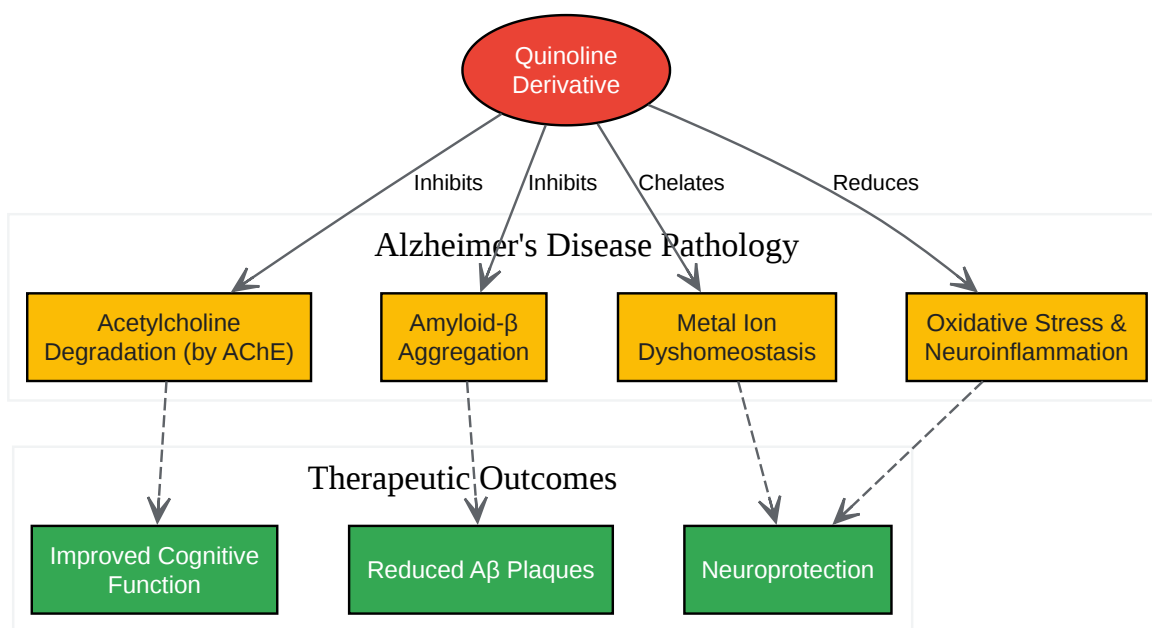 Quinoline
Derivative
Inhibits
Inhibits
Chelates
Reduces
Alzheimer's Disease Pathology
Acetylcholine
Degradation (by AChE)
Amyloid-β
Aggregation
Metal Ion
Dyshomeostasis
Oxidative Stress &
Neuroinflammation
Therapeutic Outcomes
Improved Cognitive
Function
Reduced Aβ Plaques
Neuroprotection